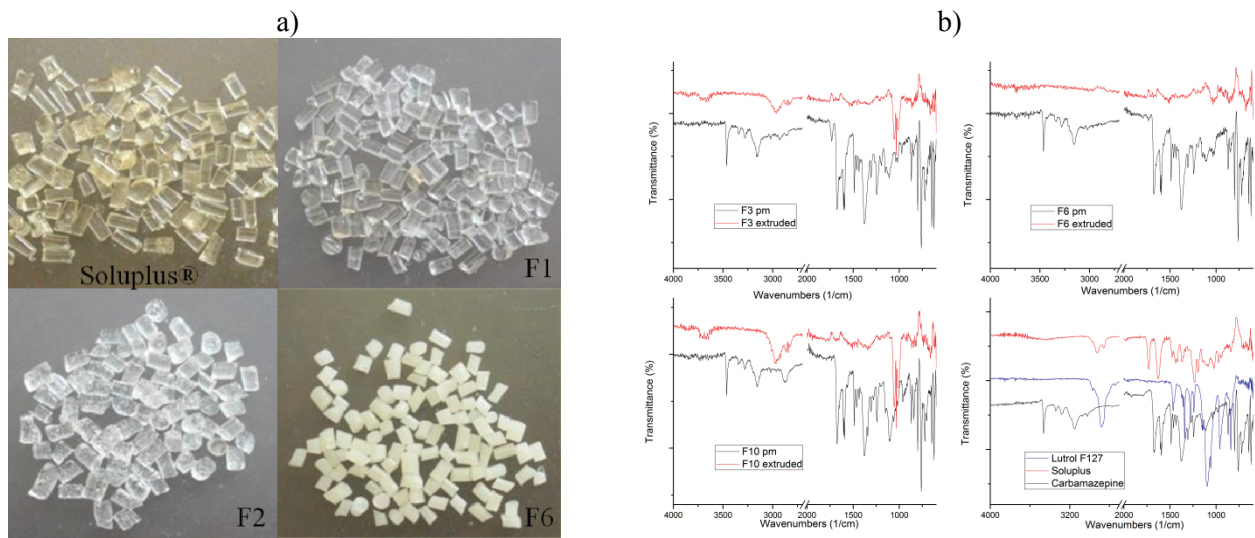 a)
Soluplus®
F1
F2
F6
b)
Transmittance (%)
F3 pm
F3 extruded
4000 3500 3000 2500 2000 1500 1000
Wavenumbers (1/cm)
Transmittance (%)
F6 pm
F6 extruded
4000 3500 3000 2500 2000 1500 1000
Wavenumbers (1/cm)
Transmittance (%)
F10 pm
F10 extruded
4000 3500 3000 2500 2000 1500 1000
Wavenumbers (1/cm)
Transmittance (%)
Lutrol F127
Soluplus
Carbamazepine
4000 3200 2000 1500 1000
Wavenumbers (1/cm)